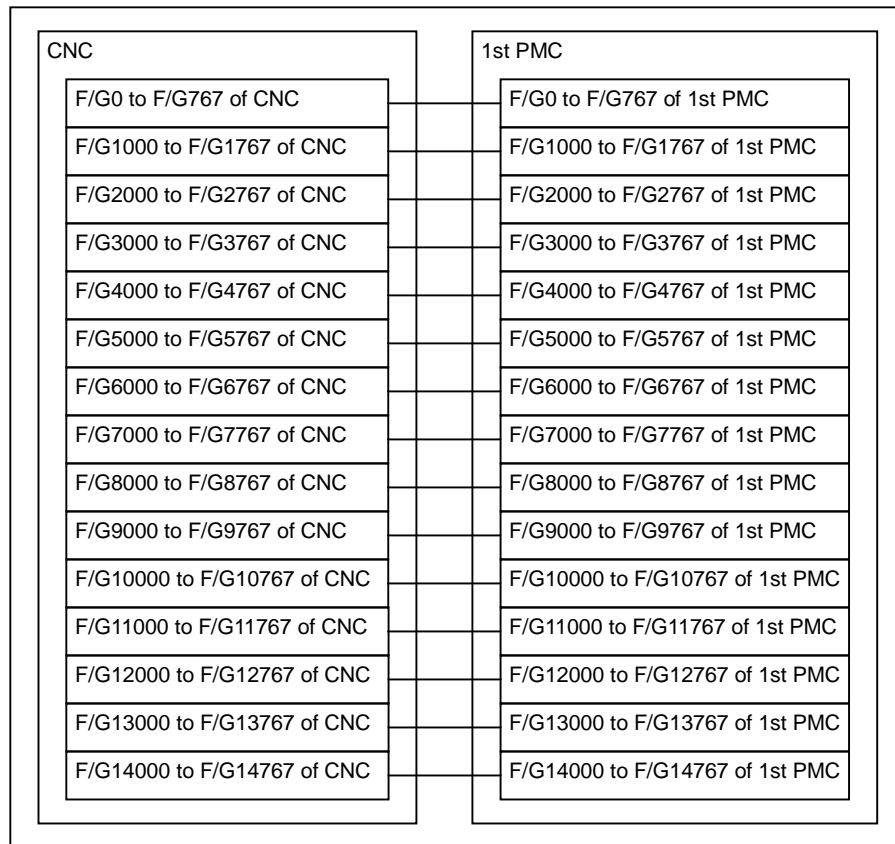 CNC
F/G0 to F/G767 of CNC
F/G1000 to F/G1767 of CNC
F/G2000 to F/G2767 of CNC
F/G3000 to F/G3767 of CNC
F/G4000 to F/G4767 of CNC
F/G5000 to F/G5767 of CNC
F/G6000 to F/G6767 of CNC
F/G7000 to F/G7767 of CNC
F/G8000 to F/G8767 of CNC
F/G9000 to F/G9767 of CNC
F/G10000 to F/G10767 of CNC
F/G11000 to F/G11767 of CNC
F/G12000 to F/G12767 of CNC
F/G13000 to F/G13767 of CNC
F/G14000 to F/G14767 of CNC
1st PMC
F/G0 to F/G767 of 1st PMC
F/G1000 to F/G1767 of 1st PMC
F/G2000 to F/G2767 of 1st PMC
F/G3000 to F/G3767 of 1st PMC
F/G4000 to F/G4767 of 1st PMC
F/G5000 to F/G5767 of 1st PMC
F/G6000 to F/G6767 of 1st PMC
F/G7000 to F/G7767 of 1st PMC
F/G8000 to F/G8767 of 1st PMC
F/G9000 to F/G9767 of 1st PMC
F/G10000 to F/G10767 of 1st PMC
F/G11000 to F/G11767 of 1st PMC
F/G12000 to F/G12767 of 1st PMC
F/G13000 to F/G13767 of 1st PMC
F/G14000 to F/G14767 of 1st PMC